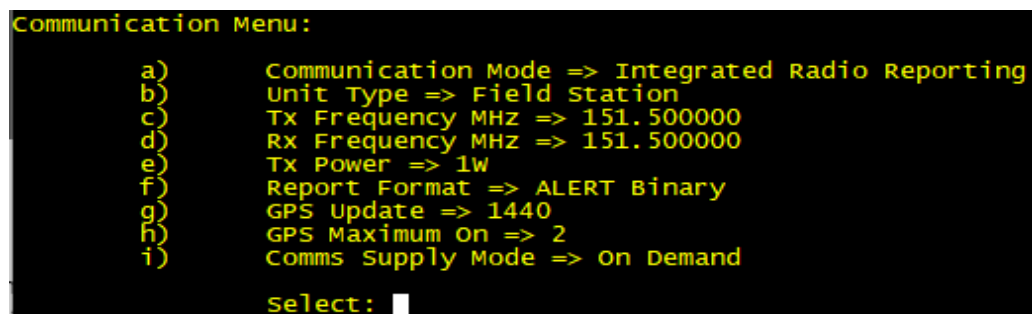 Communication Menu:
a) Communication Mode => Integrated Radio Reporting
b) Unit Type => Field Station
c) Tx Frequency MHz => 151.500000
d) Rx Frequency MHz => 151.500000
e) Tx Power => 1W
f) Report Format => ALERT Binary
g) GPS Update => 1440
h) GPS Maximum On => 2
i) Comms Supply Mode => On Demand
Select: